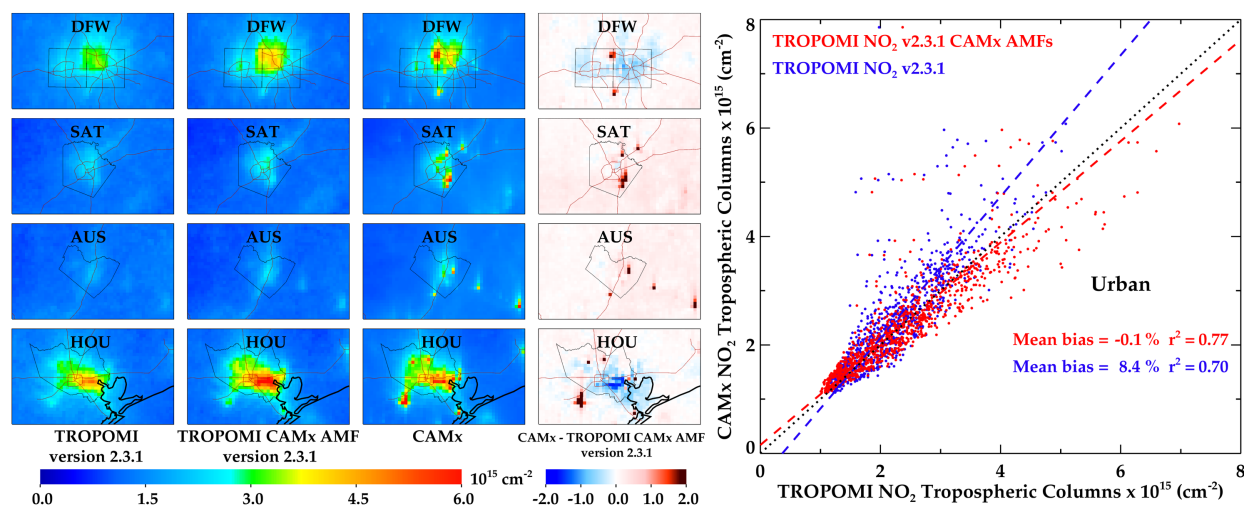 DFW DFW DFW DFW
SAT SAT SAT SAT
AUS AUS AUS AUS
HOU HOU HOU HOU
TROPOMI
version 2.3.1
TROPOMI CAMx AMF
version 2.3.1
CAMx
CAMx - TROPOMI CAMx AMF
version 2.3.1
10¹⁵ cm⁻²
0.0 1.5 3.0 4.5 6.0
-2.0 -1.0 0.0 1.0 2.0
CAMx NO₂ Tropospheric Columns x 10¹⁵ (cm⁻²)
8
6
4
2
0
TROPOMI NO₂ v2.3.1 CAMx AMFs
TROPOMI NO₂ v2.3.1
Urban
Mean bias = -0.1 % r² = 0.77
Mean bias = 8.4 % r² = 0.70
0 2 4 6 8
TROPOMI NO₂ Tropospheric Columns x 10¹⁵ (cm⁻²)